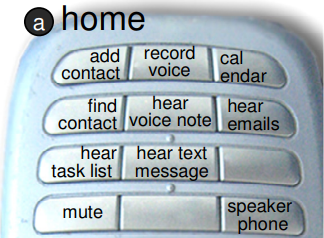 a home
add record cal
contact voice endar
find hear hear
contact voice note emails
hear hear text
task list message
mute speaker
phone